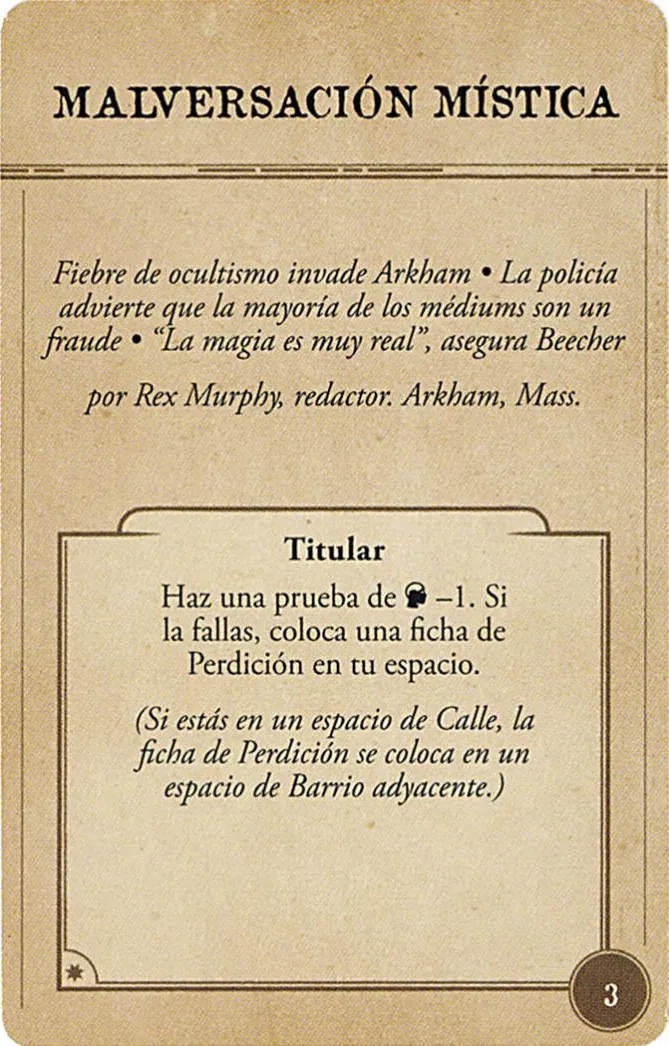 MALVERSACIÓN MÍSTICA
Fiebre de ocultismo invade Arkham • La policía
advierte que la mayoría de los médiums son un
fraude • “La magia es muy real”, asegura Beecher
por Rex Murphy, redactor. Arkham, Mass.
Titular
Haz una prueba de –1. Si
la fallas, coloca una ficha de
Perdición en tu espacio.
(Si estás en un espacio de Calle, la
ficha de Perdición se coloca en un
espacio de Barrio adyacente.)
3